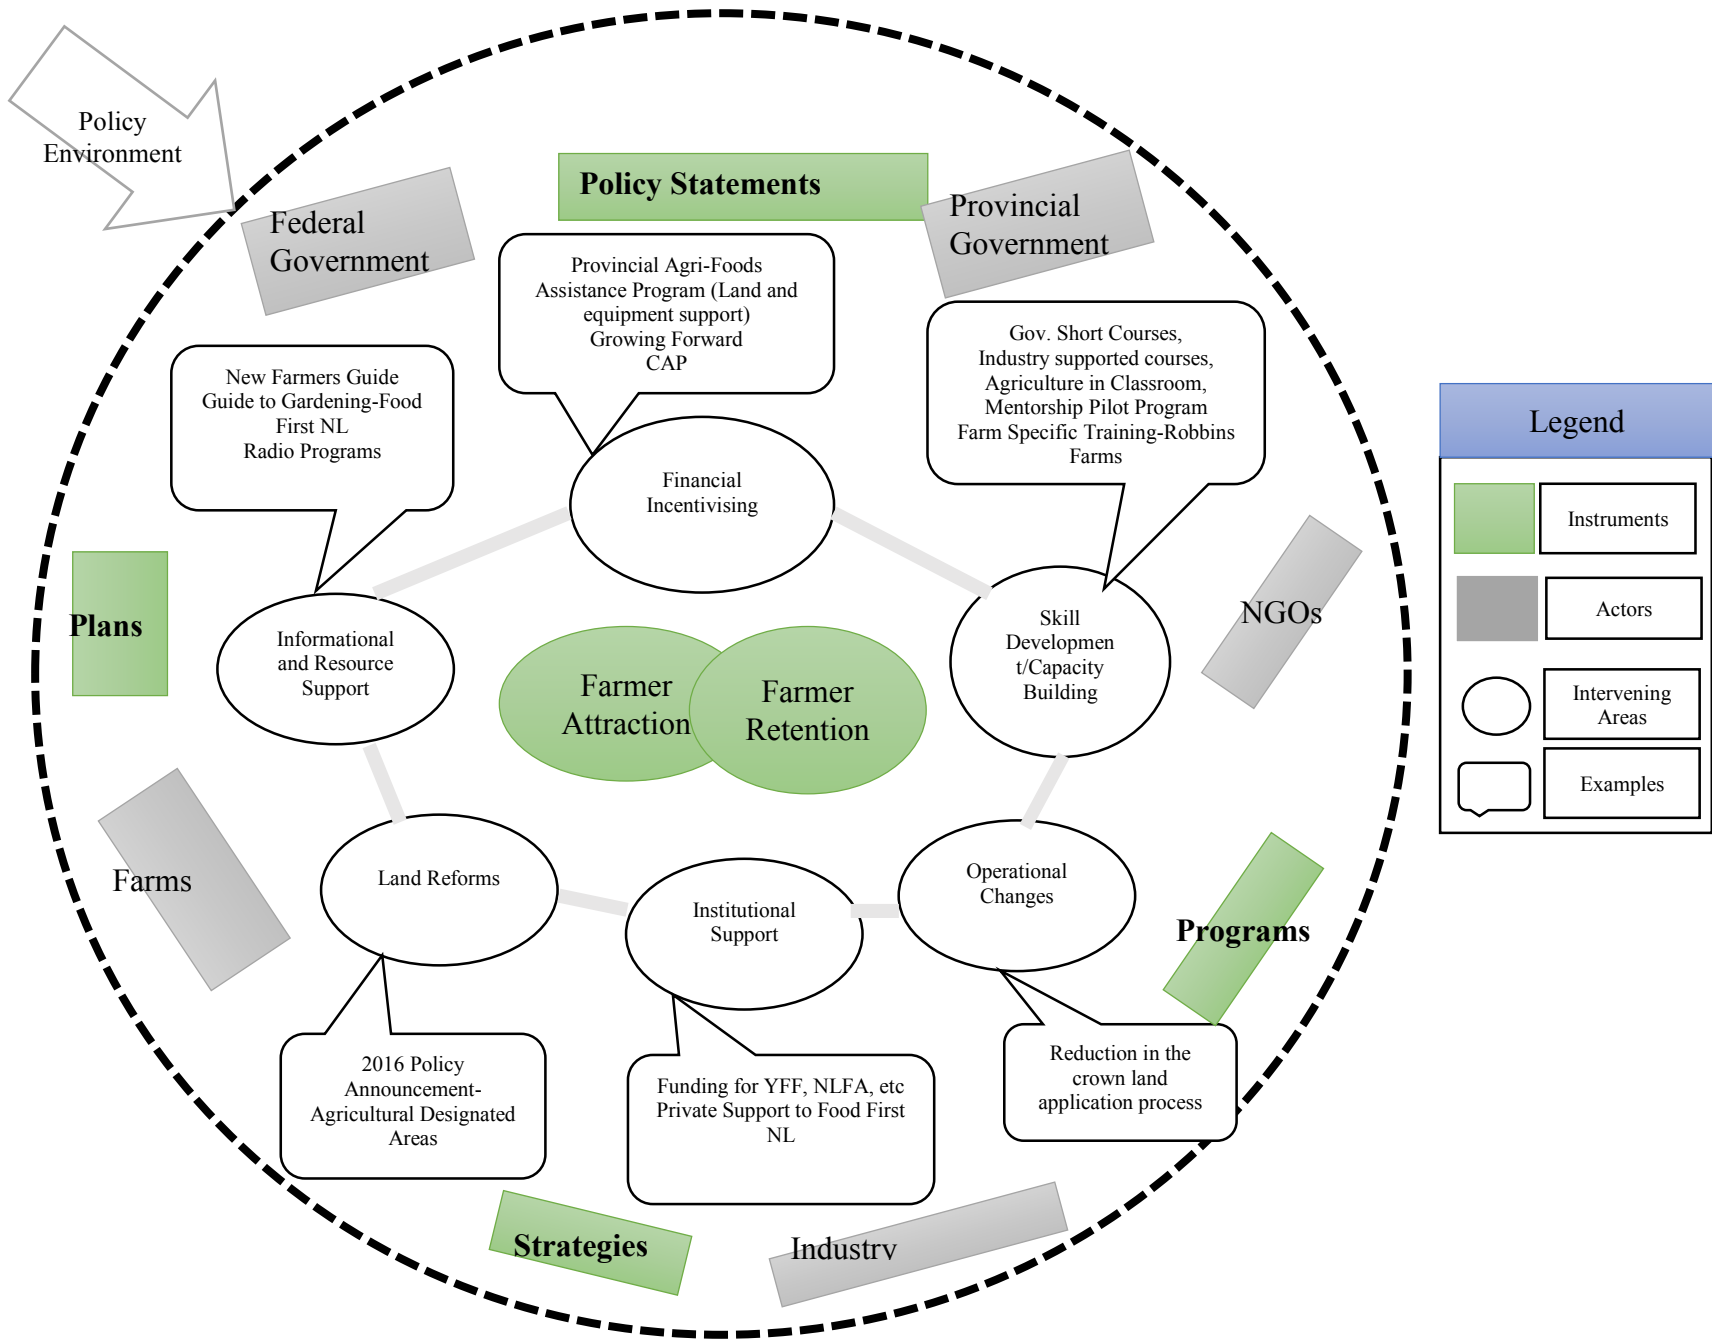 Policy
Environment
Federal
Government
Policy Statements
Provincial
Government
Provincial Agri-Foods
Assistance Program (Land and
equipment support)
Growing Forward
CAP
New Farmers Guide
Guide to Gardening-Food
First NL
Radio Programs
Gov. Short Courses,
Industry supported courses,
Agriculture in Classroom,
Mentorship Pilot Program
Farm Specific Training-Robbins
Farms
Legend
Instruments
Actors
Intervening
Areas
Examples
Financial
Incentivising
Plans
Informational
and Resource
Support
Farmer
Attraction
Farmer
Retention
Skill
Developmen
t/Capacity
Building
NGOs
Farms
Land Reforms
Institutional
Support
Operational
Changes
Programs
2016 Policy
Announcement-
Agricultural Designated
Areas
Funding for YFF, NLFA, etc
Private Support to Food First
NL
Reduction in the
crown land
application process
Strategies
Industry